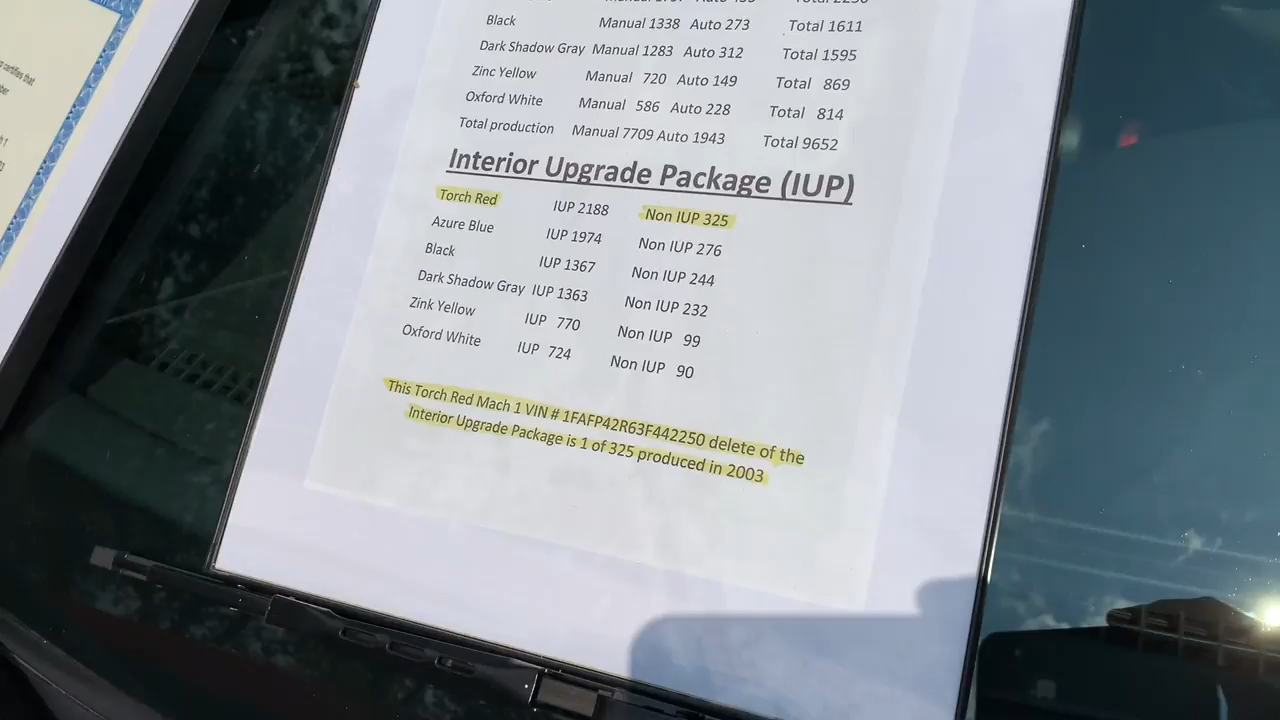 Total 2250
Black Manual 1338 Auto 273 Total 1611
Dark Shadow Gray Manual 1283 Auto 312 Total 1595
Zinc Yellow Manual 720 Auto 149 Total 869
Oxford White Manual 586 Auto 228 Total 814
Total production Manual 7709 Auto 1943 Total 9652
Interior Upgrade Package (IUP)
Torch Red IUP 2188 Non IUP 325
Azure Blue IUP 1974 Non IUP 276
Black IUP 1367 Non IUP 244
Dark Shadow Gray IUP 1363 Non IUP 232
Zink Yellow IUP 770 Non IUP 99
Oxford White IUP 724 Non IUP 90
This Torch Red Mach 1 VIN # 1FAFP42R63F442250 delete of the
Interior Upgrade Package is 1 of 325 produced in 2003
certifies that